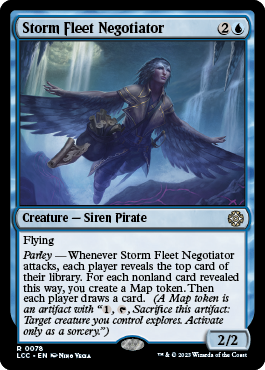 Storm Fleet Negotiator 2
Creature — Siren Pirate
Flying
Parley — Whenever Storm Fleet Negotiator
attacks, each player reveals the top card of
their library. For each nonland card revealed
this way, you create a Map token. Then
each player draws a card. (A Map token is
an artifact with “1, , Sacrifice this artifact:
Target creature you control explores. Activate
only as a sorcery.”)
2/2
R 0078
LCC • EN Nino Vecia
™ & © 2023 Wizards of the Coast